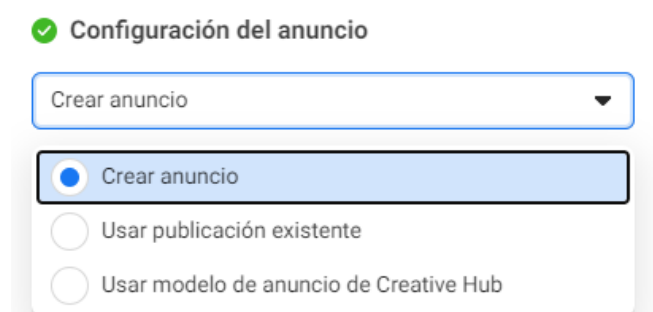 Configuración del anuncio
Crear anuncio
Crear anuncio
Usar publicación existente
Usar modelo de anuncio de Creative Hub